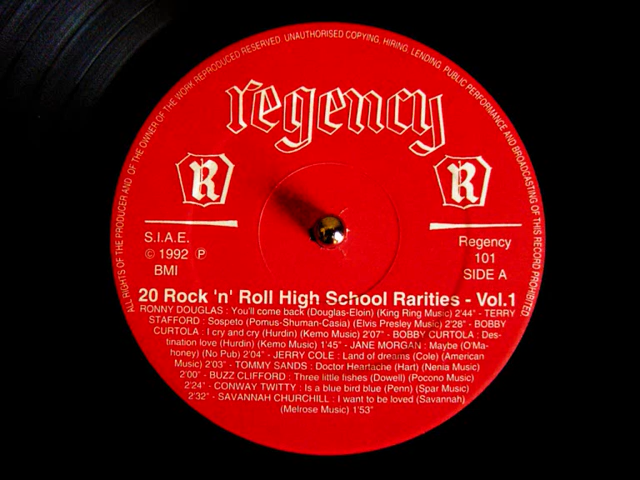 ALL RIGHTS OF THE PRODUCER AND OF THE OWNER OF THE WORK REPRODUCED RESERVED UNAUTHORISED COPYING, HIRING, LENDING, PUBLIC PERFORMANCE AND BROADCASTING OF THIS RECORD PROHIBITED
regency
R
R
S.I.A.E.
© 1992 ℗
BMI
Regency
101
SIDE A
20 Rock 'n' Roll High School Rarities - Vol.1
RONNY DOUGLAS : You'll come back (Douglas-Eloin) (King Ring Music) 2'44" - TERRY
STAFFORD : Sospeto (Pomus-Shuman-Casia) (Elvis Presley Music) 2'28" - BOBBY
CURTOLA : I cry and cry (Hurdin) (Kemo Music) 2'07" - BOBBY CURTOLA : Des-
tination love (Hurdin) (Kemo Music) 1'45" - JANE MORGAN : Maybe (O'Ma-
honey) (No Pub) 2'04" - JERRY COLE : Land of dreams (Cole) (American
Music) 2'03" - TOMMY SANDS : Doctor Heartache (Hart) (Nenia Music)
2'00" - BUZZ CLIFFORD : Three little fishes (Dowell) (Pocono Music)
2'24" - CONWAY TWITTY : Is a blue bird blue (Penn) (Spar Music)
2'32" - SAVANNAH CHURCHILL : I want to be loved (Savannah)
(Melrose Music) 1'53"